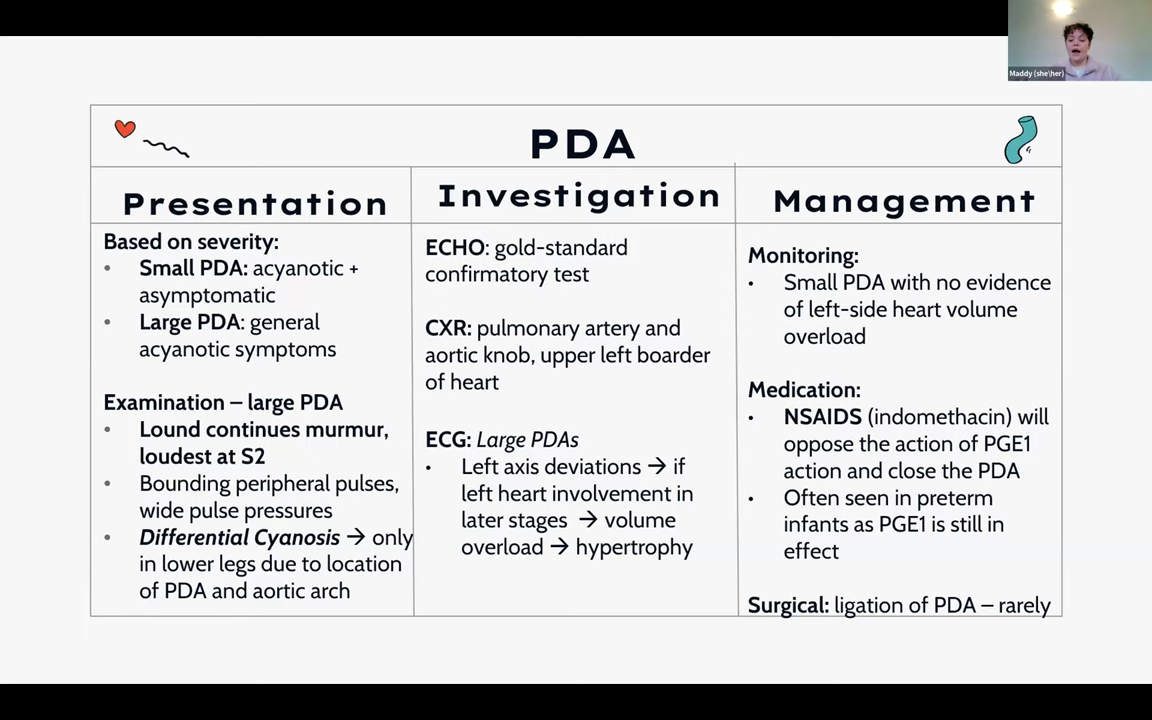 Maddy (she\her)
PDA
Presentation
Based on severity:
• Small PDA: acyanotic +
asymptomatic
• Large PDA: general
acyanotic symptoms
Examination – large PDA
• Lound continues murmur,
loudest at S2
• Bounding peripheral pulses,
wide pulse pressures
• Differential Cyanosis → only
in lower legs due to location
of PDA and aortic arch
Investigation
ECHO: gold-standard
confirmatory test
CXR: pulmonary artery and
aortic knob, upper left boarder
of heart
ECG: Large PDAs
• Left axis deviations → if
left heart involvement in
later stages → volume
overload → hypertrophy
Management
Monitoring:
• Small PDA with no evidence
of left-side heart volume
overload
Medication:
• NSAIDS (indomethacin) will
oppose the action of PGE1
action and close the PDA
• Often seen in preterm
infants as PGE1 is still in
effect
Surgical: ligation of PDA – rarely